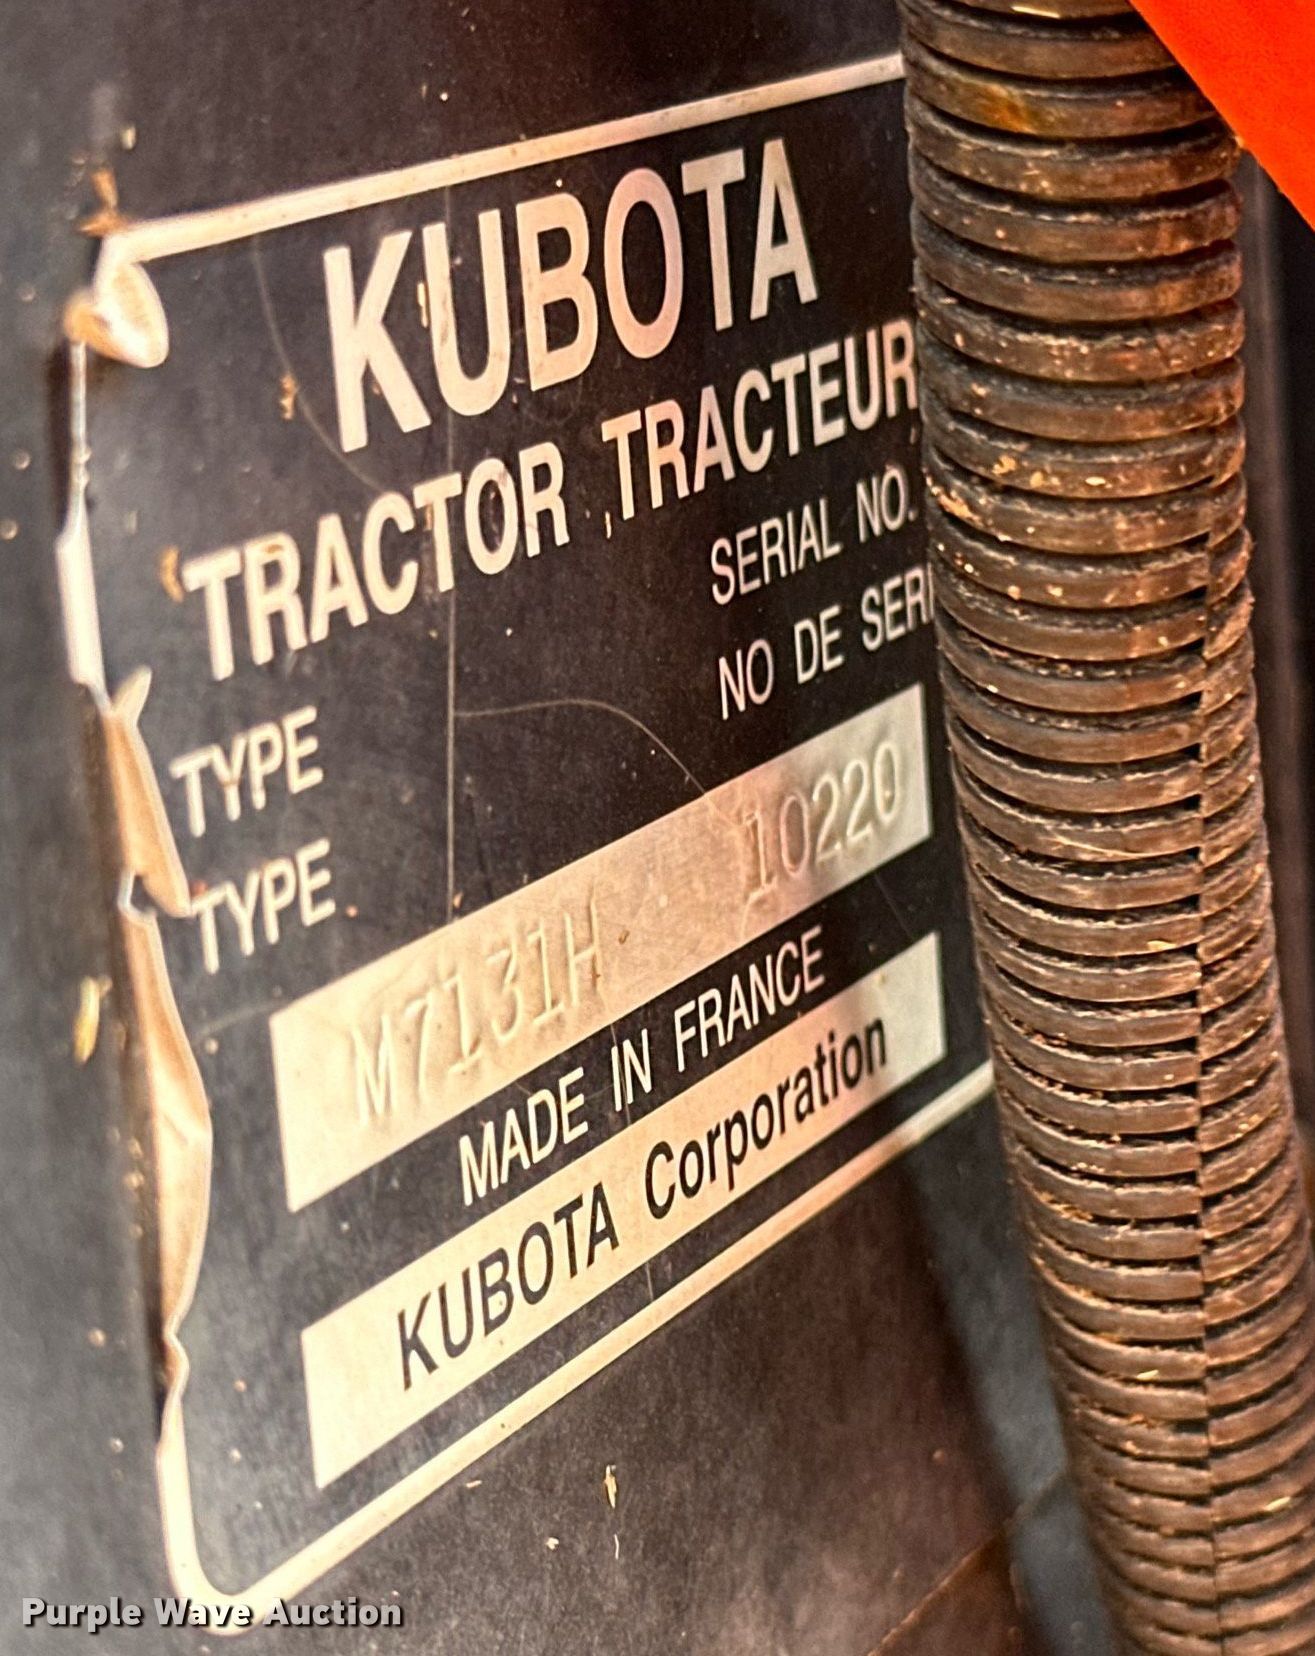 KUBOTA
TRACTOR TRACTEUR
SERIAL NO.
NO DE SERI
TYPE
TYPE
M7131H 10220
MADE IN FRANCE
KUBOTA Corporation
Purple Wave Auction